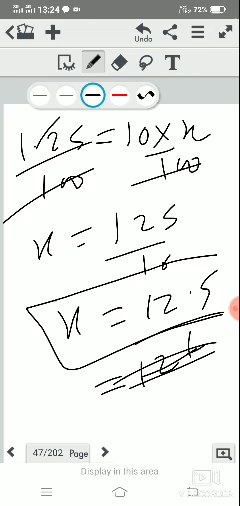 13:24
72%
Undo
T
125 = 10 × x
100 100
x = 125
10
x = 12.5
=
47/202 Page
Display in this area